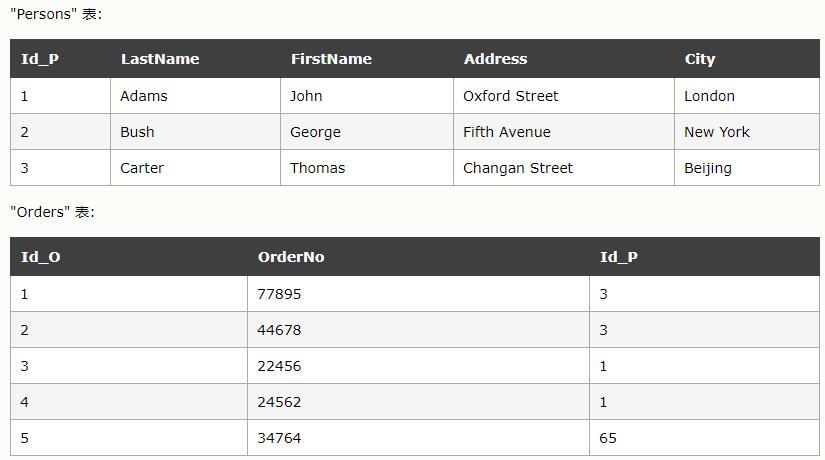 "Persons" 表:
Id_P LastName FirstName Address City
1 Adams John Oxford Street London
2 Bush George Fifth Avenue New York
3 Carter Thomas Changan Street Beijing
"Orders" 表:
Id_O OrderNo Id_P
1 77895 3
2 44678 3
3 22456 1
4 24562 1
5 34764 65